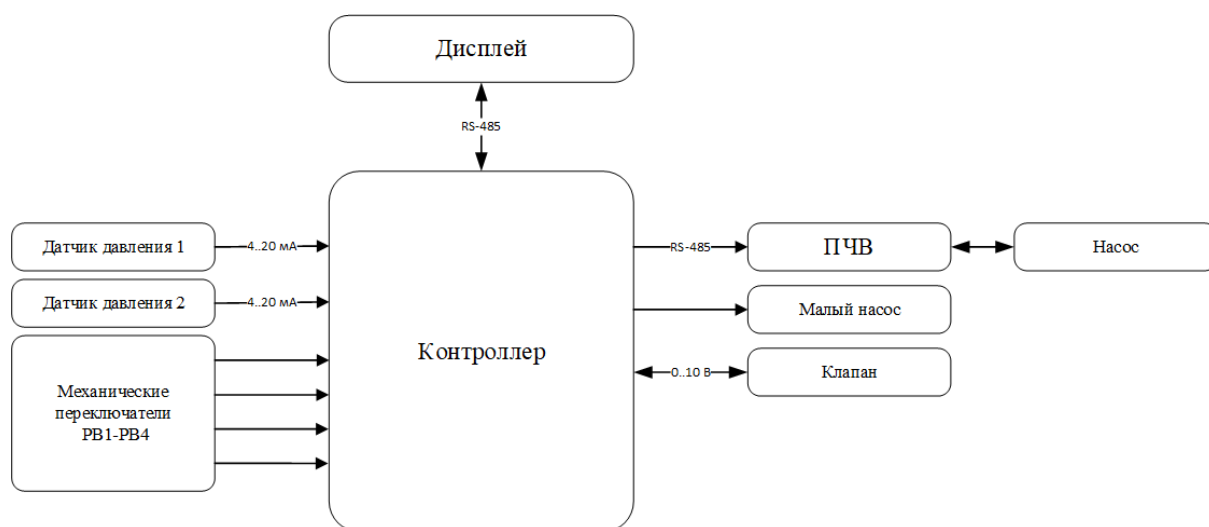 Дисплей
RS-485
Датчик давления 1
4..20 мА
RS-485
ПЧВ
Насос
Датчик давления 2
4..20 мА
Малый насос
Контроллер
0..10 В
Клапан
Механические
переключатели
PB1-PB4